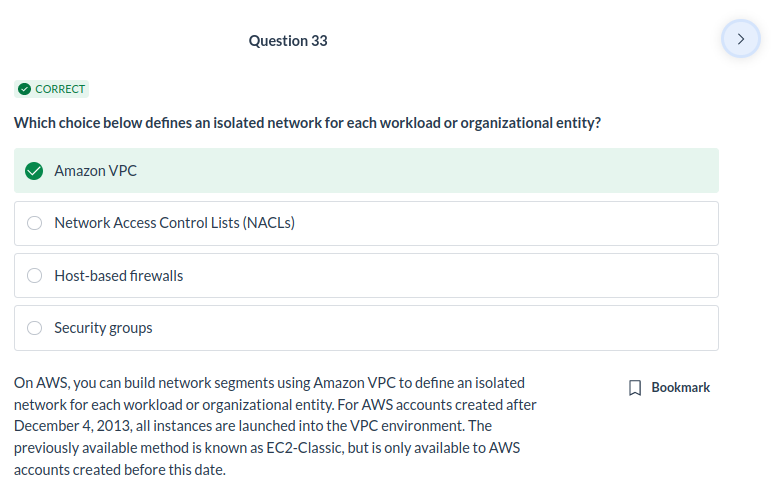 Question 33
CORRECT
Which choice below defines an isolated network for each workload or organizational entity?
Amazon VPC
Network Access Control Lists (NACLs)
Host-based firewalls
Security groups
On AWS, you can build network segments using Amazon VPC to define an isolated
network for each workload or organizational entity. For AWS accounts created after
December 4, 2013, all instances are launched into the VPC environment. The
previously available method is known as EC2-Classic, but is only available to AWS
accounts created before this date.
Bookmark